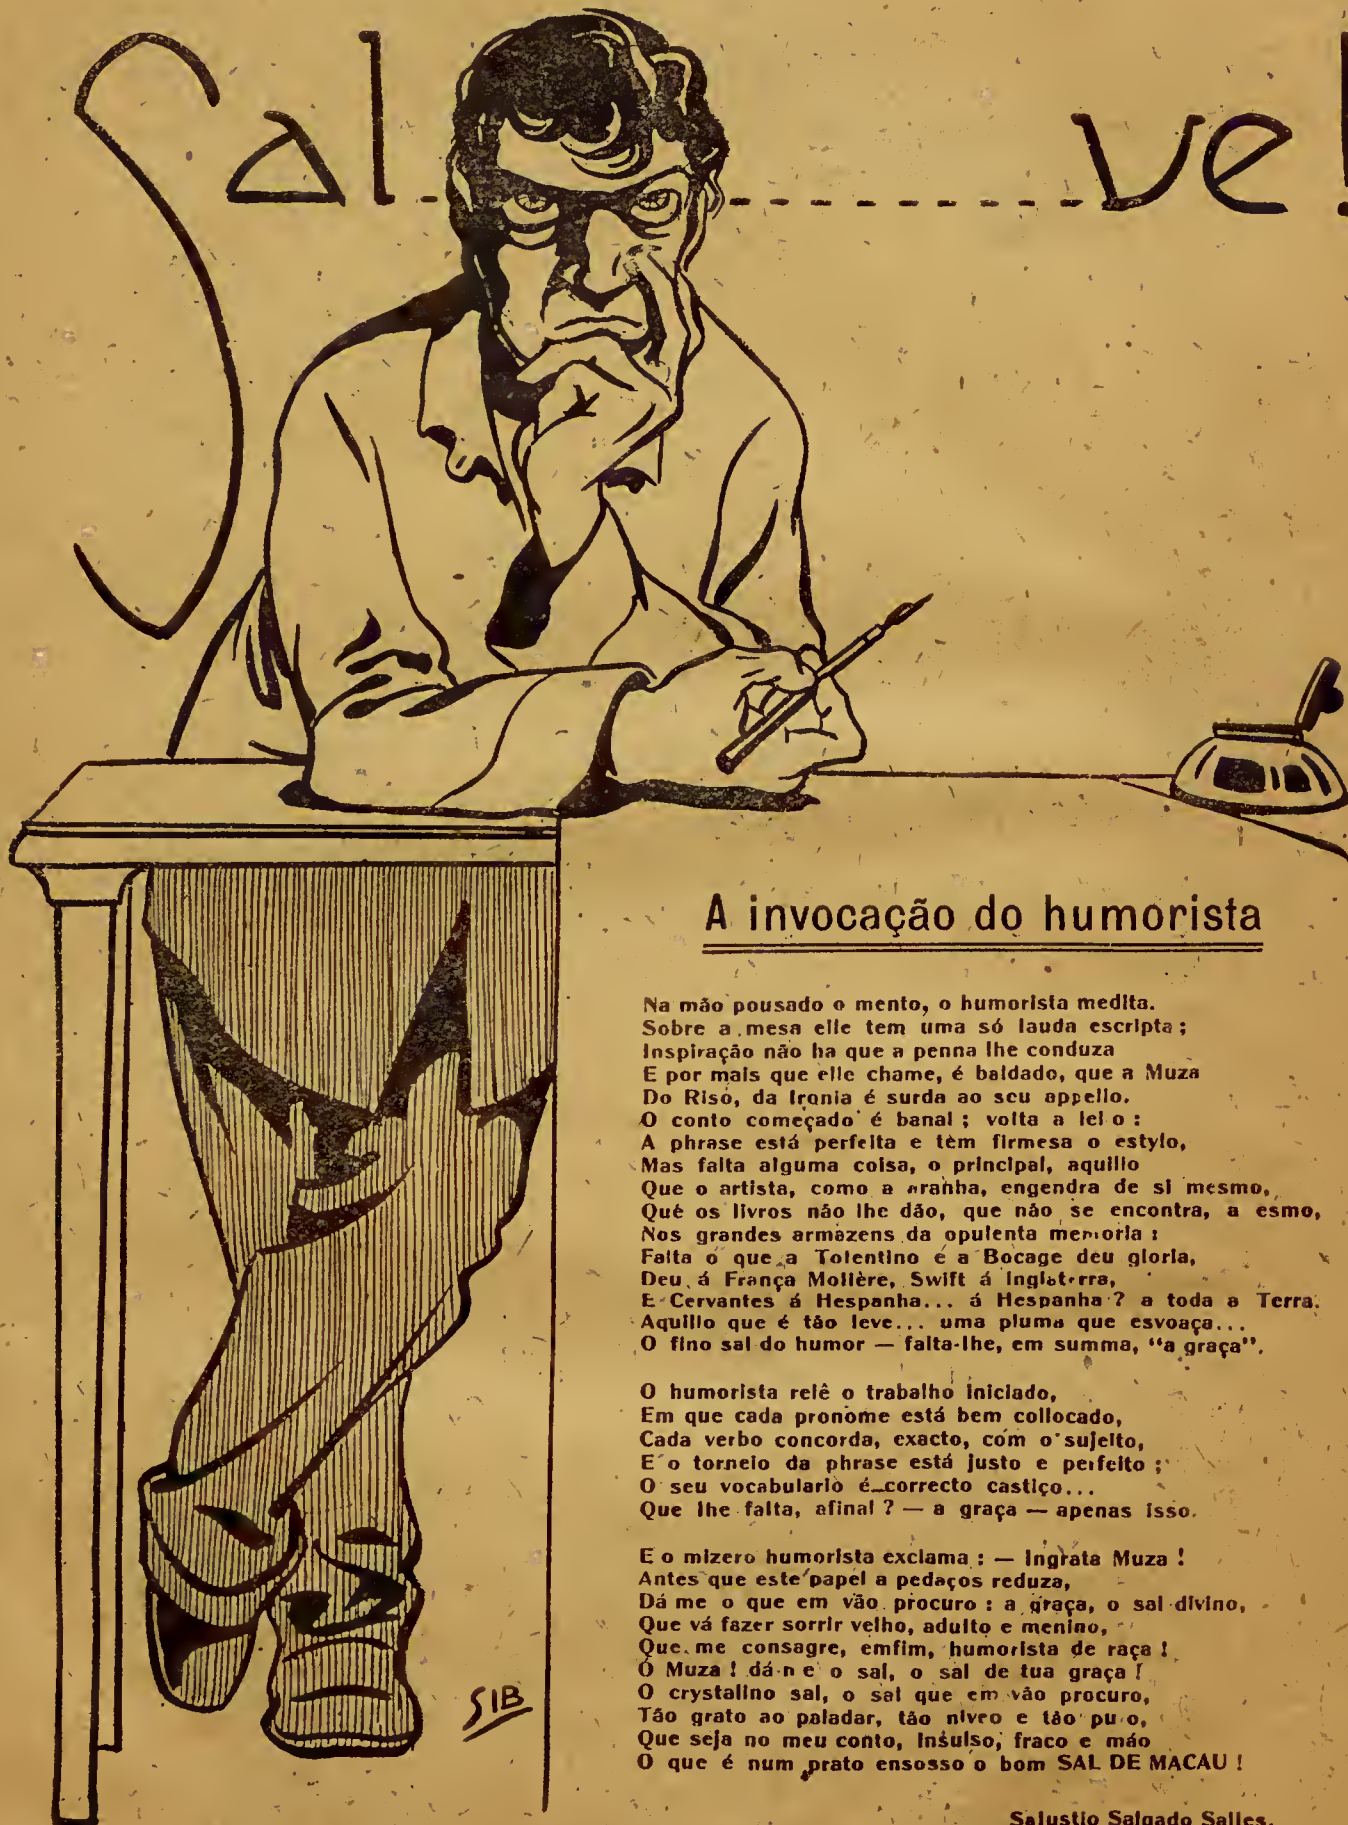 Sal ve!
A invocação do humorista
Na mão pousado o mento, o humorista medita.
Sobre a mesa elle tem uma só lauda escripta;
Inspiração não ha que a penna lhe conduza
E por mais que elle chame, é baldado, que a Muza
Do Riso, da Ironia é surda ao seu appello.
O conto começado é banal; volta a lel o:
A phrase está perfeita e tem firmesa o estylo,
Mas falta alguma coisa, o principal, aquillo
Que o artista, como a aranha, engendra de si mesmo,
Que os livros não lhe dão, que não se encontra, a esmo,
Nos grandes armazens da opulenta memoria:
Falta o que a Tolentino e a Bocage deu gloria,
Deu á França Molière, Swift á Inglaterra,
E Cervantes á Hespanha... á Hespanha? a toda a Terra.
Aquillo que é tão leve... uma pluma que esvoaça...
O fino sal do humor — falta-lhe, em summa, "a graça".
O humorista relê o trabalho iniciado,
Em que cada pronome está bem collocado,
Cada verbo concorda, exacto, com o sujeito,
E o torneio da phrase está justo e perfeito;
O seu vocabulario é correcto castiço...
Que lhe falta, afinal? — a graça — apenas isso.
E o mizero humorista exclama: — Ingrata Muza!
Antes que este papel a pedaços reduza,
Dá me o que em vão procuro: a graça, o sal divino,
Que vá fazer sorrir velho, adulto e menino,
Que me consagre, emfim, humorista de raça!
Ó Muza! dá me o sal, o sal de tua graça!
O crystalino sal, o sal que em vão procuro,
Tão grato ao paladar, tão niveo e tão puro,
Que seja no meu conto, insulso, fraco e máo
O que é num prato ensosso o bom SAL DE MACAU!
Salustio Salgado Salles.
SIB